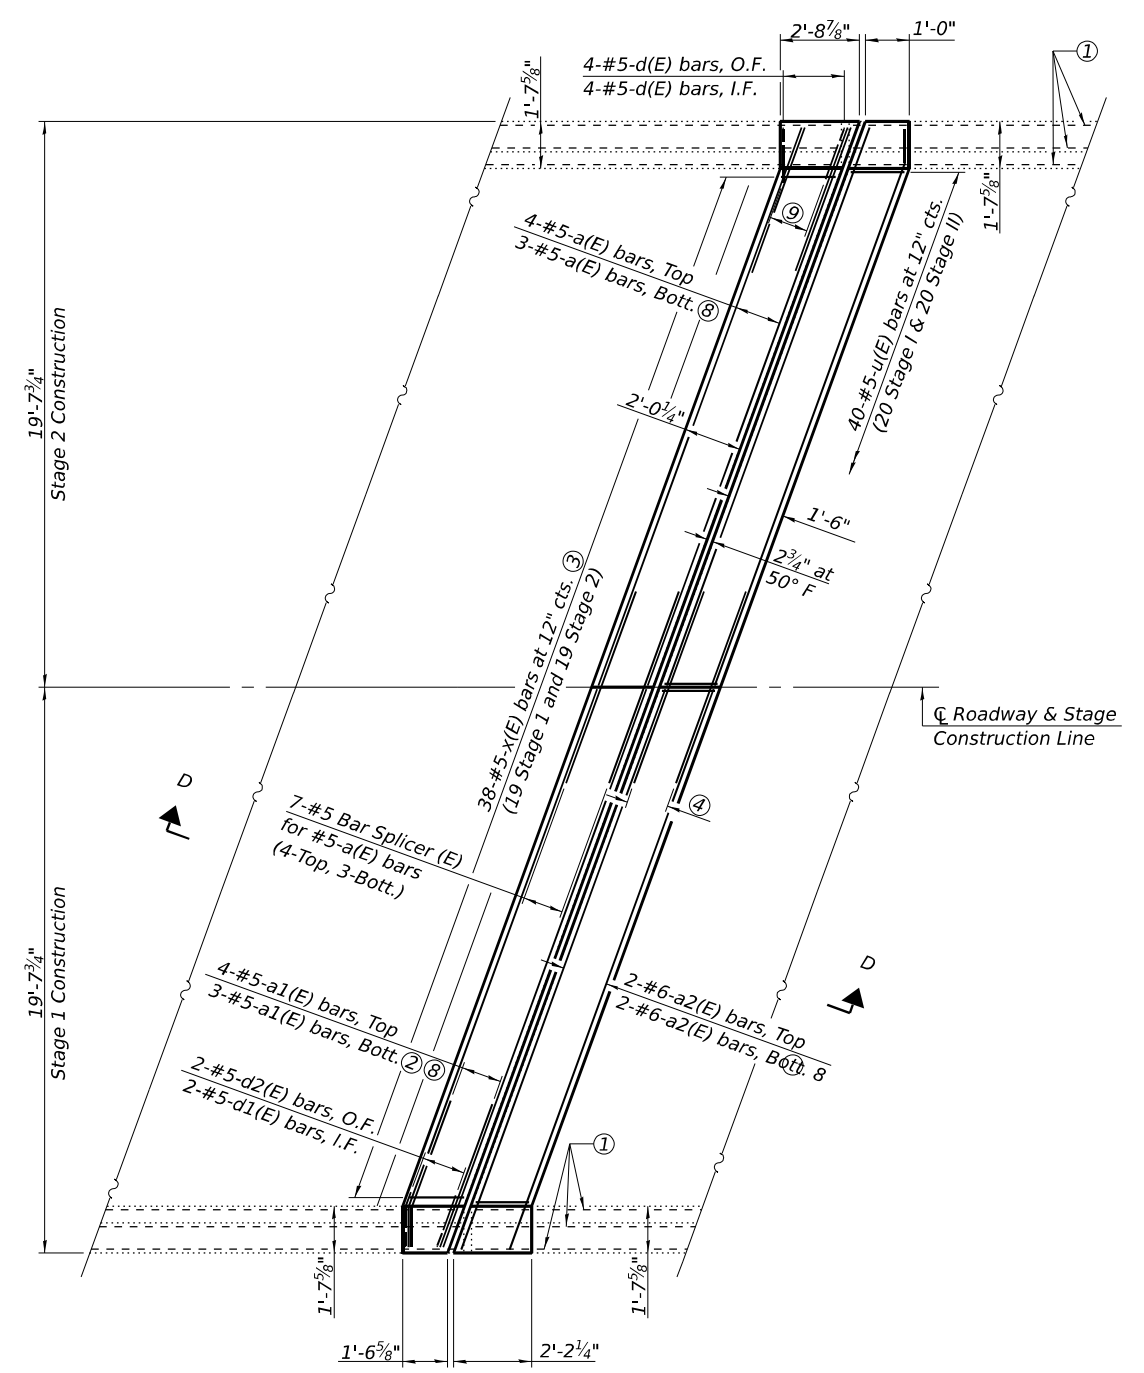 2'-8⅞"
1'-0"
4-#5-d(E) bars, O.F.
4-#5-d(E) bars, I.F.
1
1'-7⅝"
1'-7⅝"
9
4-#5-a(E) bars, Top
3-#5-a(E) bars, Bott. 8
40-#5-u(E) bars at 12" cts.
(20 Stage I & 20 Stage II)
19'-7¾"
Stage 2 Construction
2'-0¼"
1'-6"
2¾" at
50° F
38-#5-x(E) bars at 12" cts. 3
(19 Stage 1 and 19 Stage 2)
℄ Roadway & Stage
Construction Line
D
4
7-#5 Bar Splicer (E)
for #5-a(E) bars
(4-Top, 3-Bott.)
19'-7¾"
Stage 1 Construction
D
4-#5-a1(E) bars, Top
3-#5-a1(E) bars, Bott. 2 8
2-#6-a2(E) bars, Top
2-#6-a2(E) bars, Bott. 8
2-#5-d2(E) bars, O.F.
2-#5-d1(E) bars, I.F.
1
1'-7⅝"
1'-7⅝"
1'-6⅝"
2'-2¼"